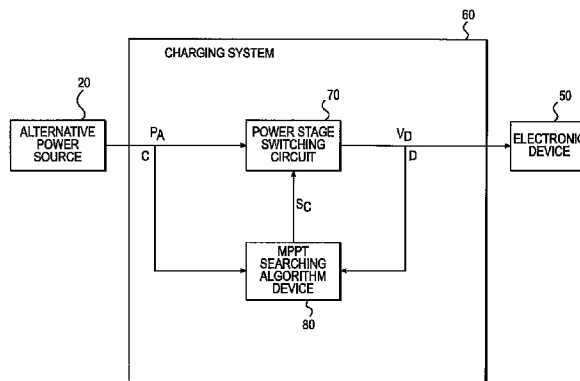 60
CHARGING SYSTEM
20
70
50
ALTERNATIVE
POWER
SOURCE
PA
C
POWER STAGE
SWITCHING
CIRCUIT
VD
D
ELECTRONIC
DEVICE
SC
MPPT
SEARCHING
ALGORITHM
DEVICE
80